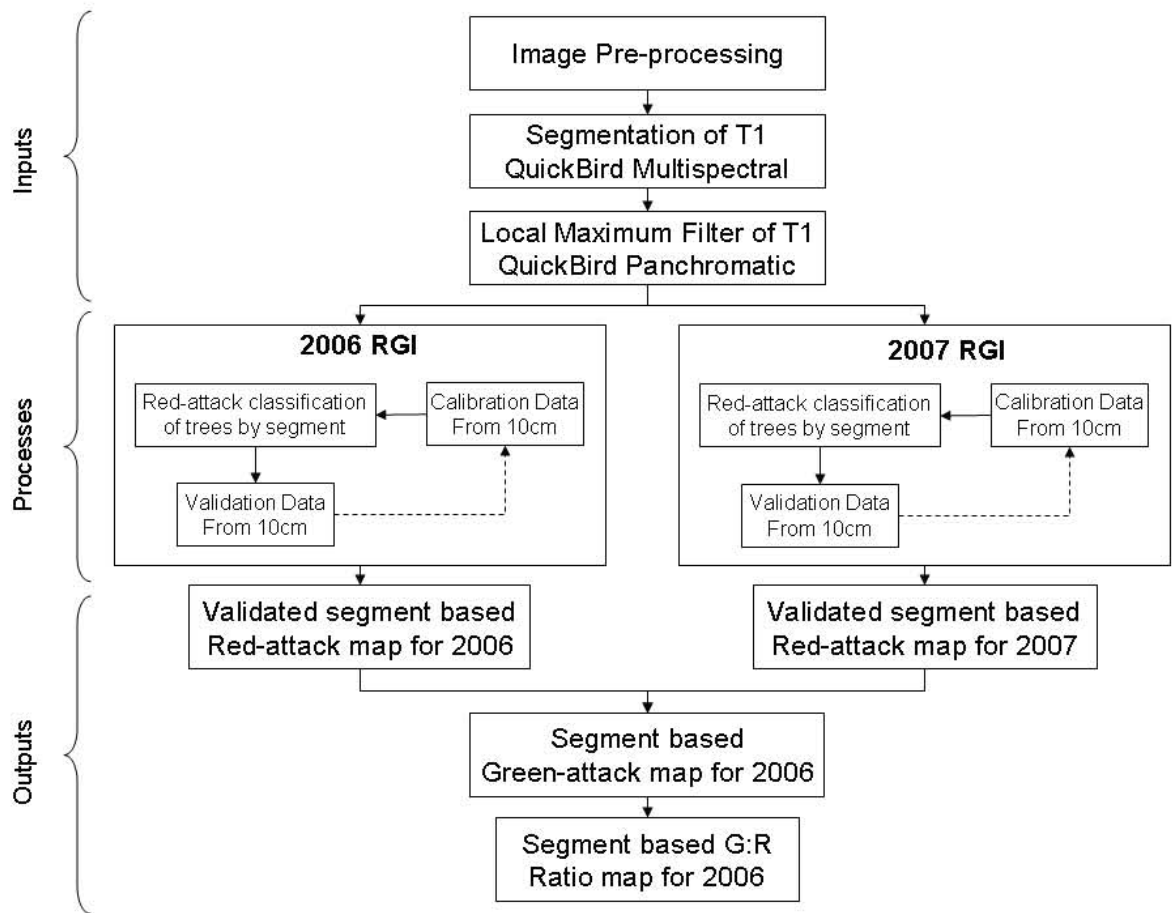 Inputs
Image Pre-processing
Segmentation of T1
QuickBird Multispectral
Local Maximum Filter of T1
QuickBird Panchromatic
Processes
2006 RGI
Red-attack classification
of trees by segment
Calibration Data
From 10cm
Validation Data
From 10cm
2007 RGI
Red-attack classification
of trees by segment
Calibration Data
From 10cm
Validation Data
From 10cm
Outputs
Validated segment based
Red-attack map for 2006
Validated segment based
Red-attack map for 2007
Segment based
Green-attack map for 2006
Segment based G:R
Ratio map for 2006